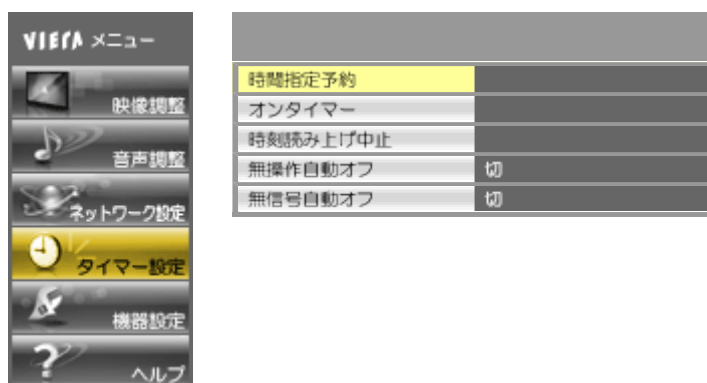 VIERA メニュー
映像調整
音声調整
ネットワーク設定
タイマー設定
機器設定
ヘルプ
時間指定予約
オンタイマー
時刻読み上げ中止
無操作自動オフ 切
無信号自動オフ 切